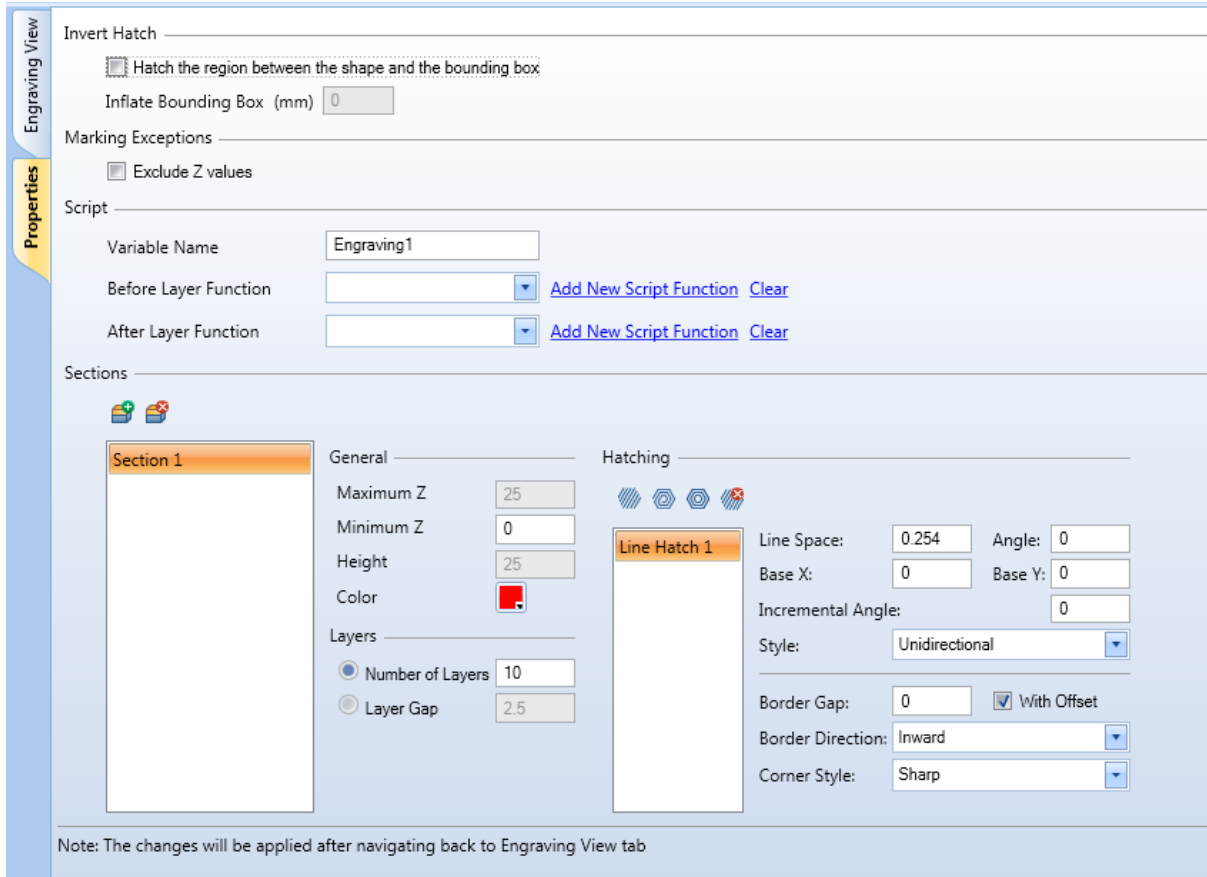 Engraving View
Properties
Invert Hatch
Hatch the region between the shape and the bounding box
Inflate Bounding Box (mm) 0
Marking Exceptions
Exclude Z values
Script
Variable Name Engraving1
Before Layer Function Add New Script Function Clear
After Layer Function Add New Script Function Clear
Sections
Section 1
General
Maximum Z 25
Minimum Z 0
Height 25
Color
Layers
Number of Layers 10
Layer Gap 2.5
Hatching
Line Hatch 1
Line Space: 0.254 Angle: 0
Base X: 0 Base Y: 0
Incremental Angle: 0
Style: Unidirectional
Border Gap: 0 With Offset
Border Direction: Inward
Corner Style: Sharp
Note: The changes will be applied after navigating back to Engraving View tab